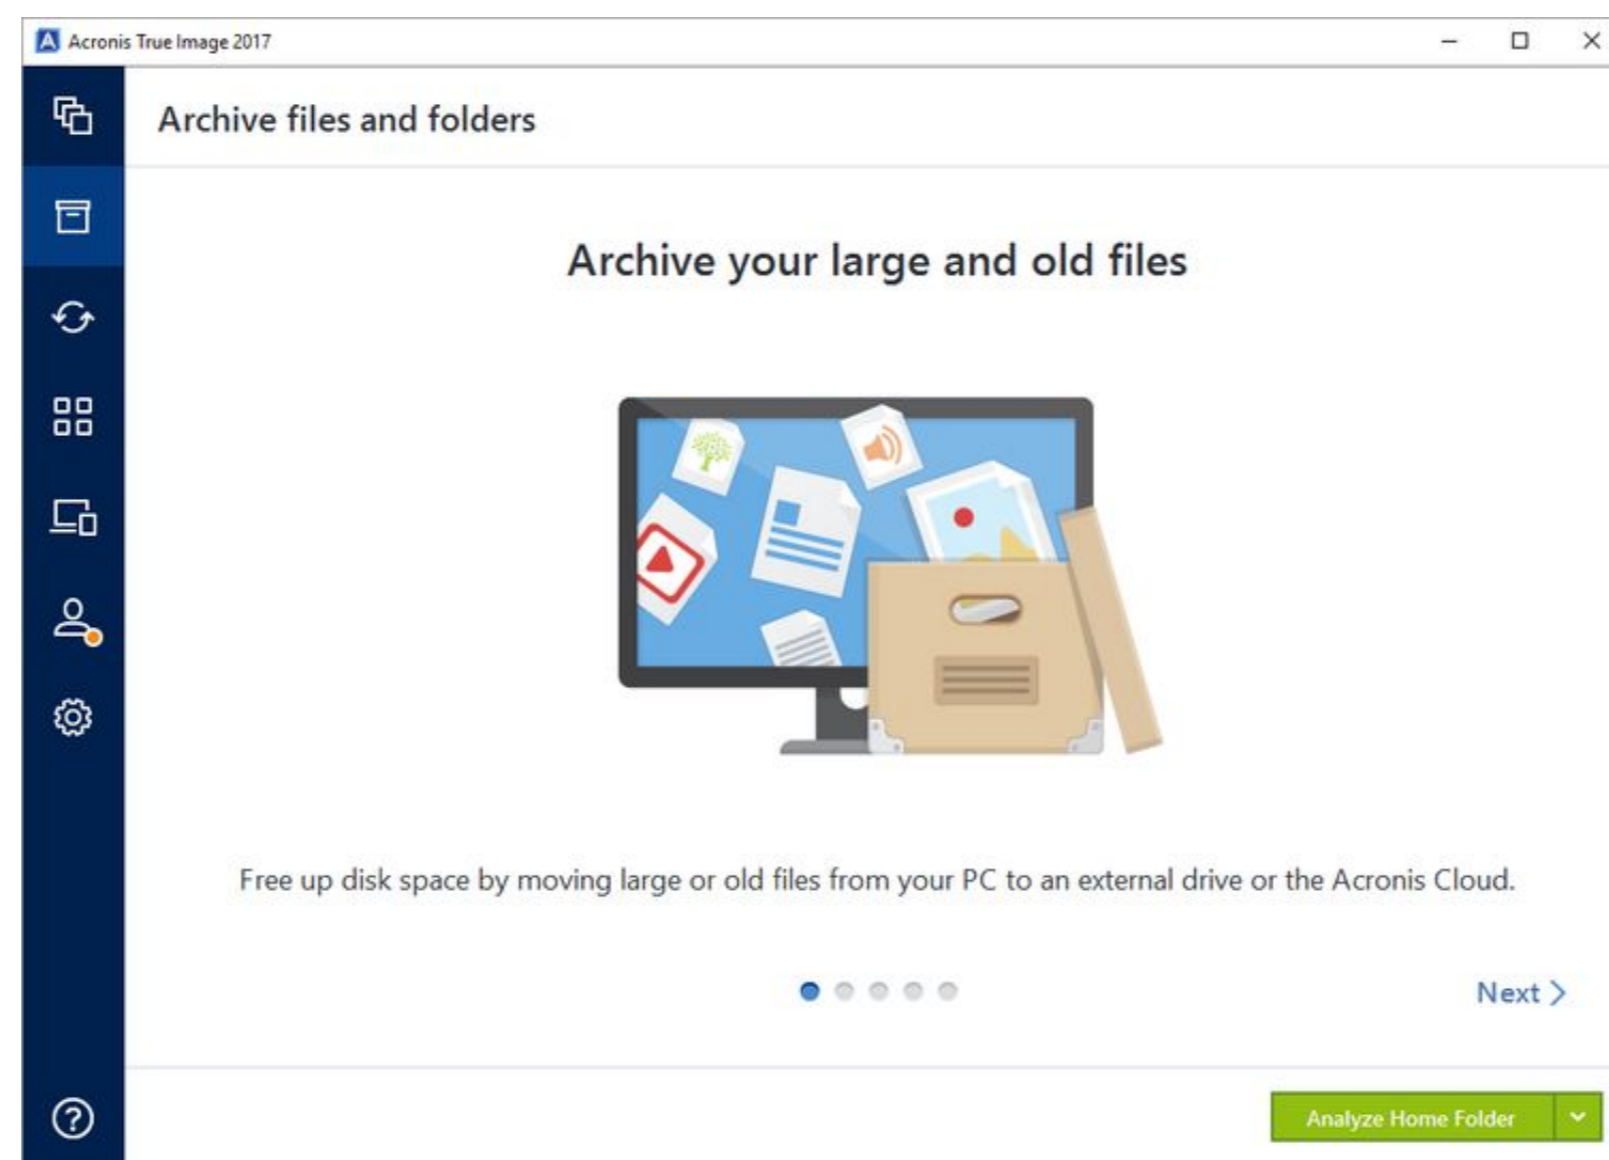 Acronis True Image 2017
Archive files and folders
Archive your large and old files
Free up disk space by moving large or old files from your PC to an external drive or the Acronis Cloud.
Next
Analyze Home Folder